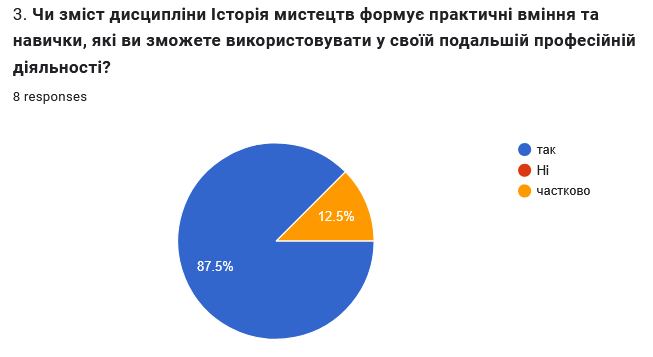 3. Чи зміст дисципліни Історія мистецтв формує практичні вміння та
навички, які ви зможете використовувати у своїй подальшій професійній
діяльності?
8 responses
так
Ні
частково
12.5%
87.5%